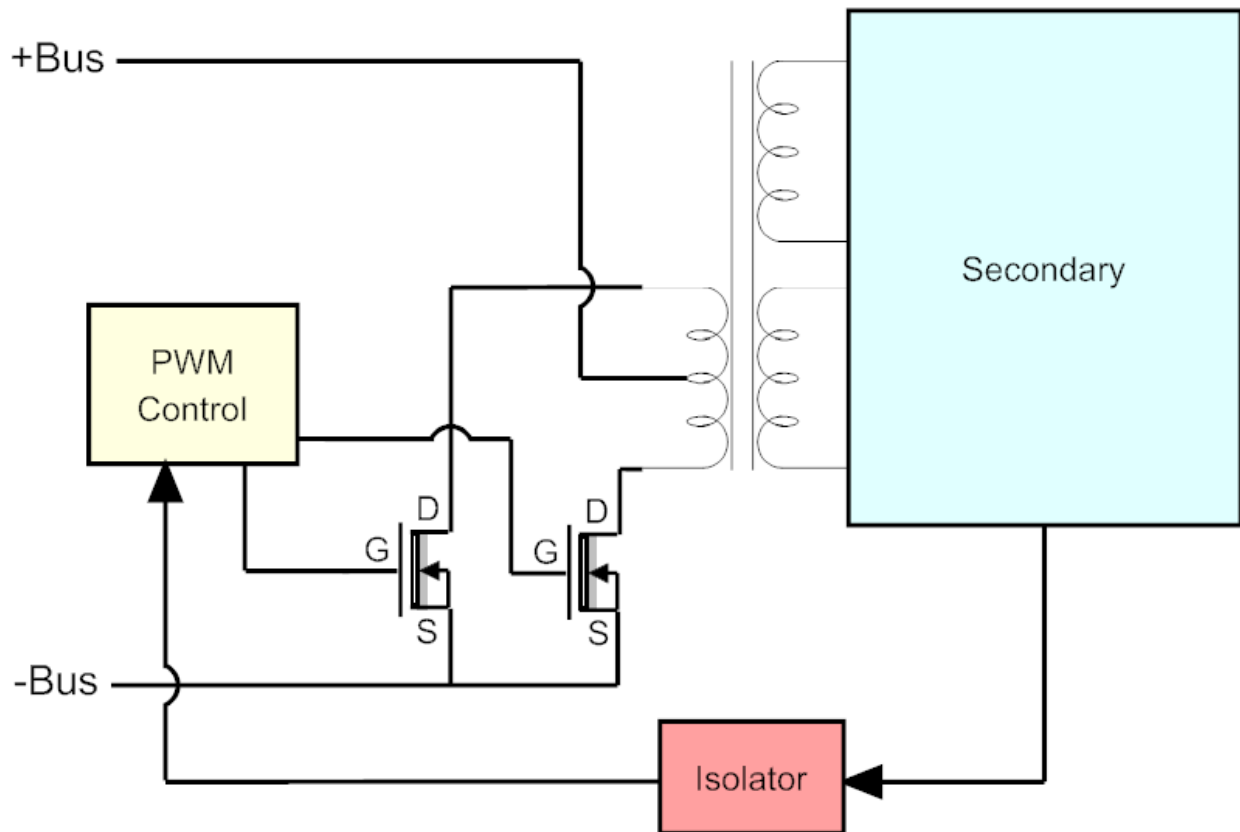 +Bus
Secondary
PWM
Control
D
G
S
D
G
S
-Bus
Isolator